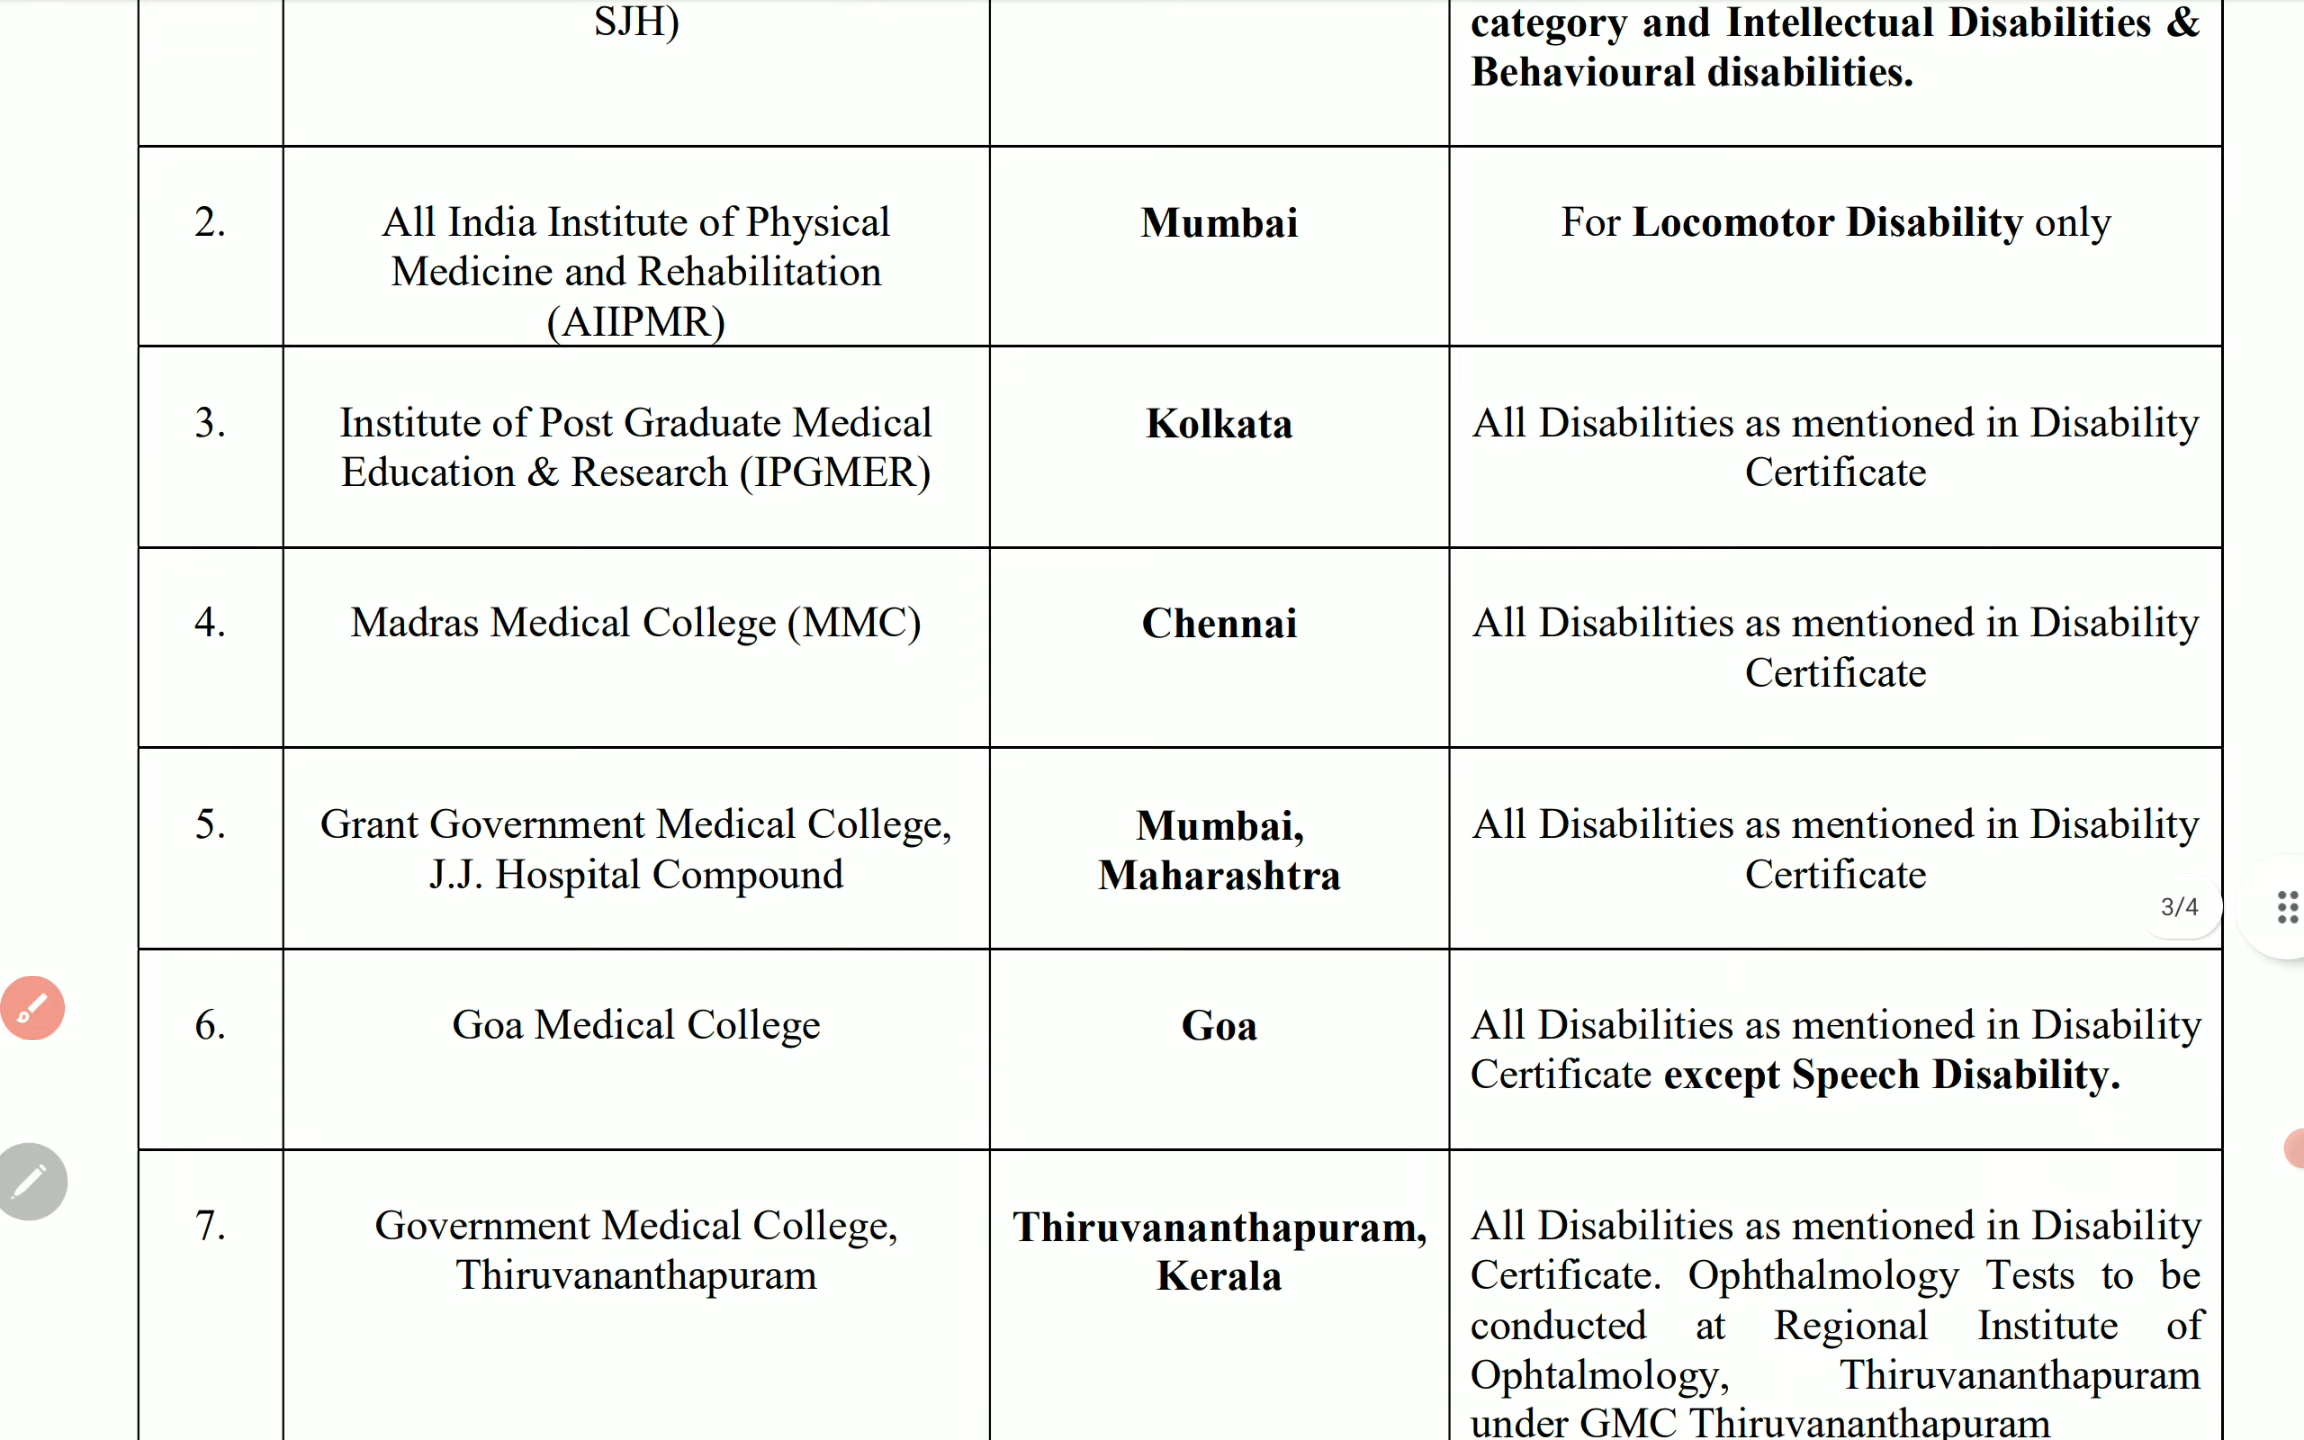 SJH)
category and Intellectual Disabilities &
Behavioural disabilities.
2.
All India Institute of Physical
Medicine and Rehabilitation
(AIIPMR)
Mumbai
For Locomotor Disability only
3.
Institute of Post Graduate Medical
Education & Research (IPGMER)
Kolkata
All Disabilities as mentioned in Disability
Certificate
4.
Madras Medical College (MMC)
Chennai
All Disabilities as mentioned in Disability
Certificate
5.
Grant Government Medical College,
J.J. Hospital Compound
Mumbai,
Maharashtra
All Disabilities as mentioned in Disability
Certificate
3/4
6.
Goa Medical College
Goa
All Disabilities as mentioned in Disability
Certificate except Speech Disability.
7.
Government Medical College,
Thiruvananthapuram
Thiruvananthapuram,
Kerala
All Disabilities as mentioned in Disability
Certificate. Ophthalmology Tests to be
conducted at Regional Institute of
Ophtalmology, Thiruvananthapuram
under GMC Thiruvananthapuram